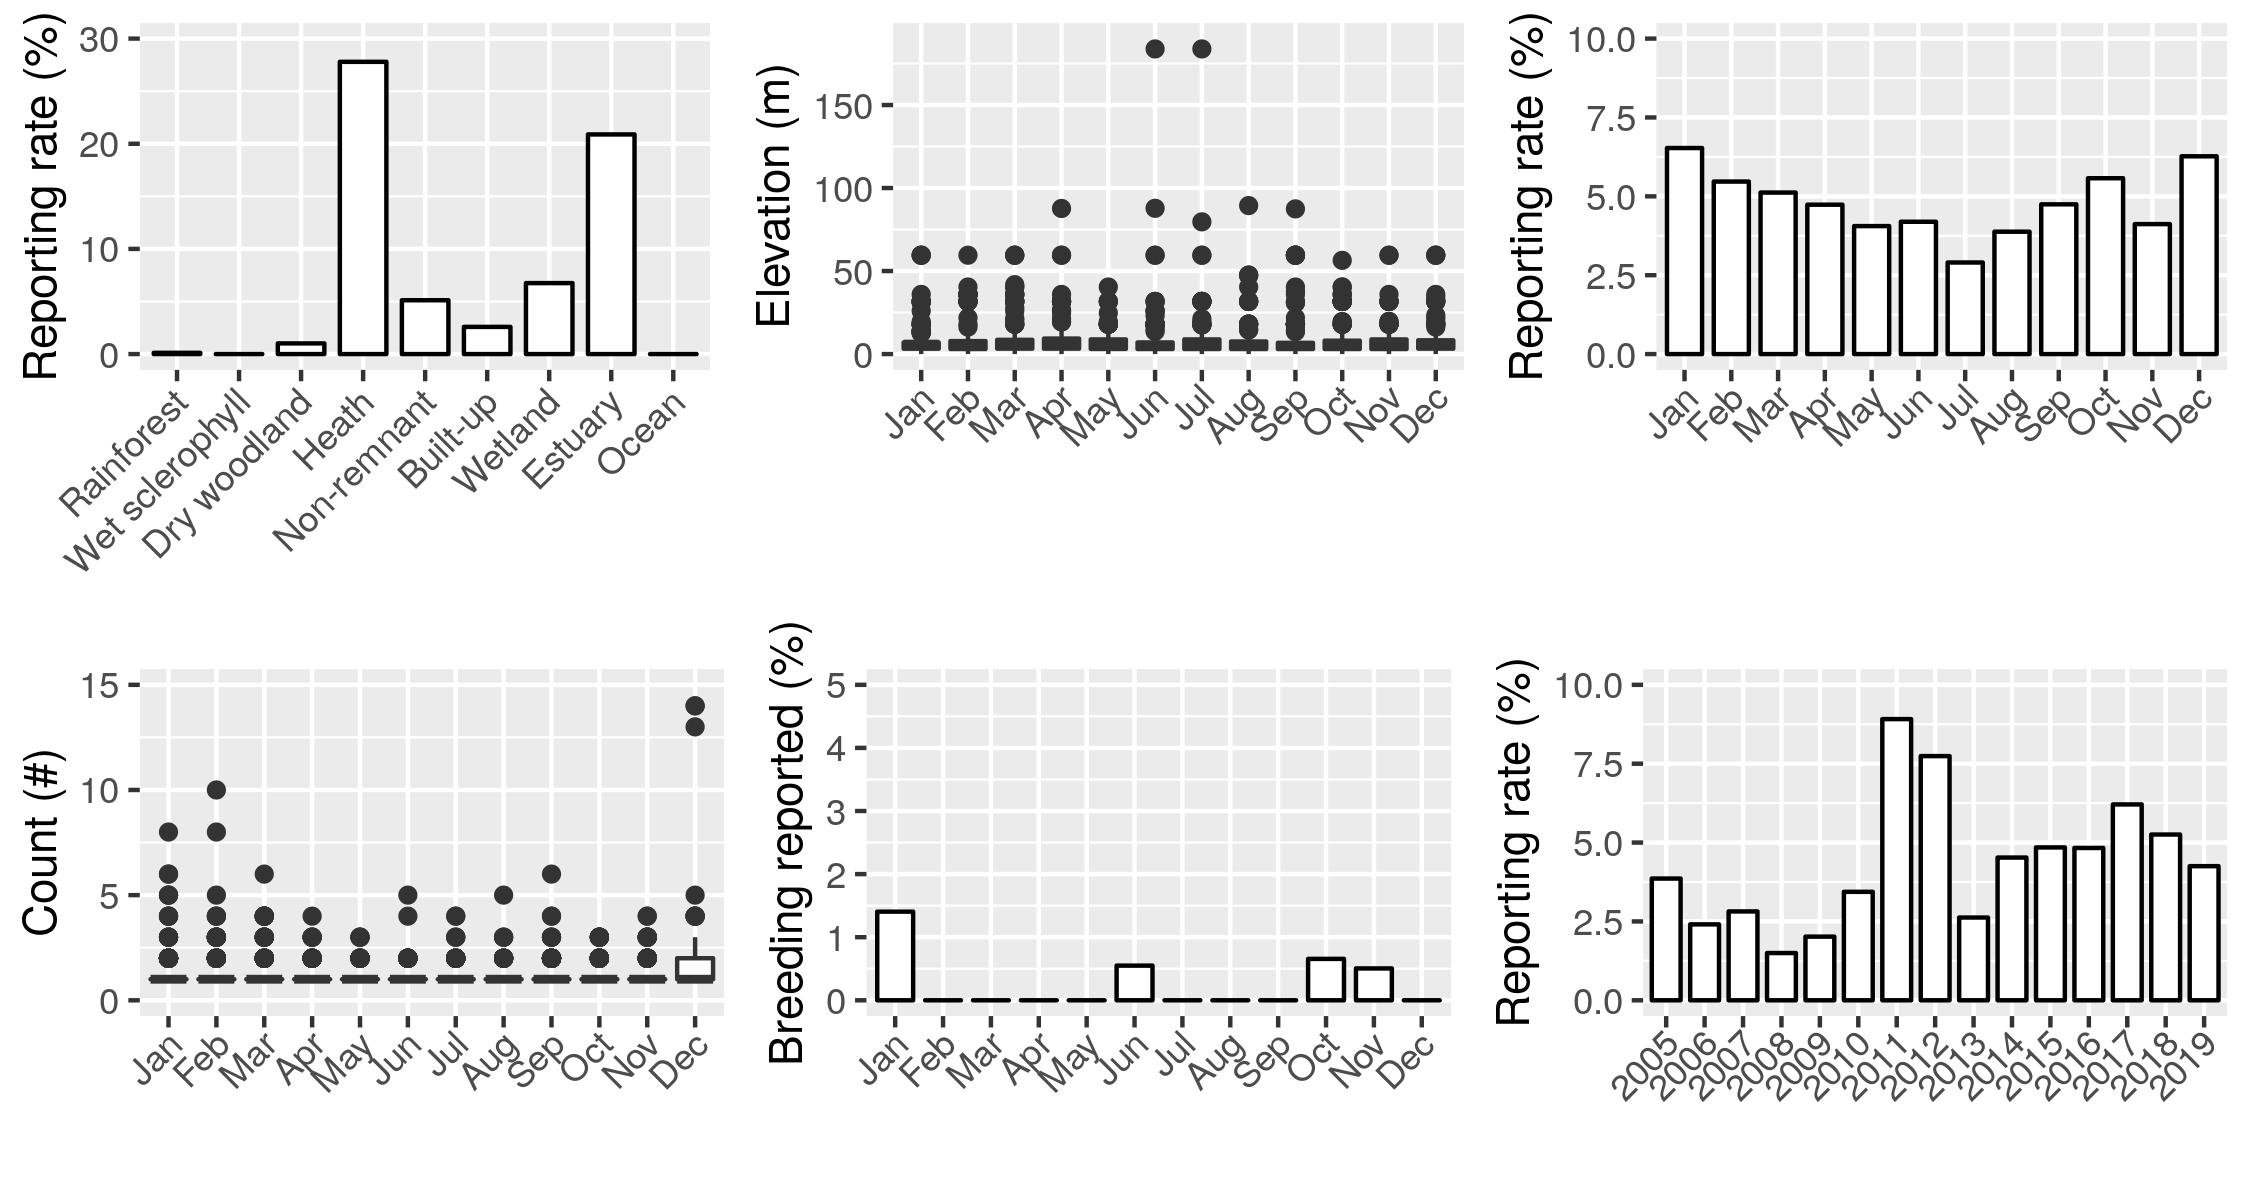 Reporting rate (%)
30
20
10
0
Rainforest
Wet sclerophyll
Dry woodland
Heath
Non-remnant
Built-up
Wetland
Estuary
Ocean
Elevation (m)
150
100
50
0
Jan
Feb
Mar
Apr
May
Jun
Jul
Aug
Sep
Oct
Nov
Dec
Reporting rate (%)
10.0
7.5
5.0
2.5
0.0
Jan
Feb
Mar
Apr
May
Jun
Jul
Aug
Sep
Oct
Nov
Dec
Count (#)
15
10
5
0
Jan
Feb
Mar
Apr
May
Jun
Jul
Aug
Sep
Oct
Nov
Dec
Breeding reported (%)
5
4
3
2
1
0
Jan
Feb
Mar
Apr
May
Jun
Jul
Aug
Sep
Oct
Nov
Dec
Reporting rate (%)
10.0
7.5
5.0
2.5
0.0
2005
2006
2007
2008
2009
2010
2011
2012
2013
2014
2015
2016
2017
2018
2019